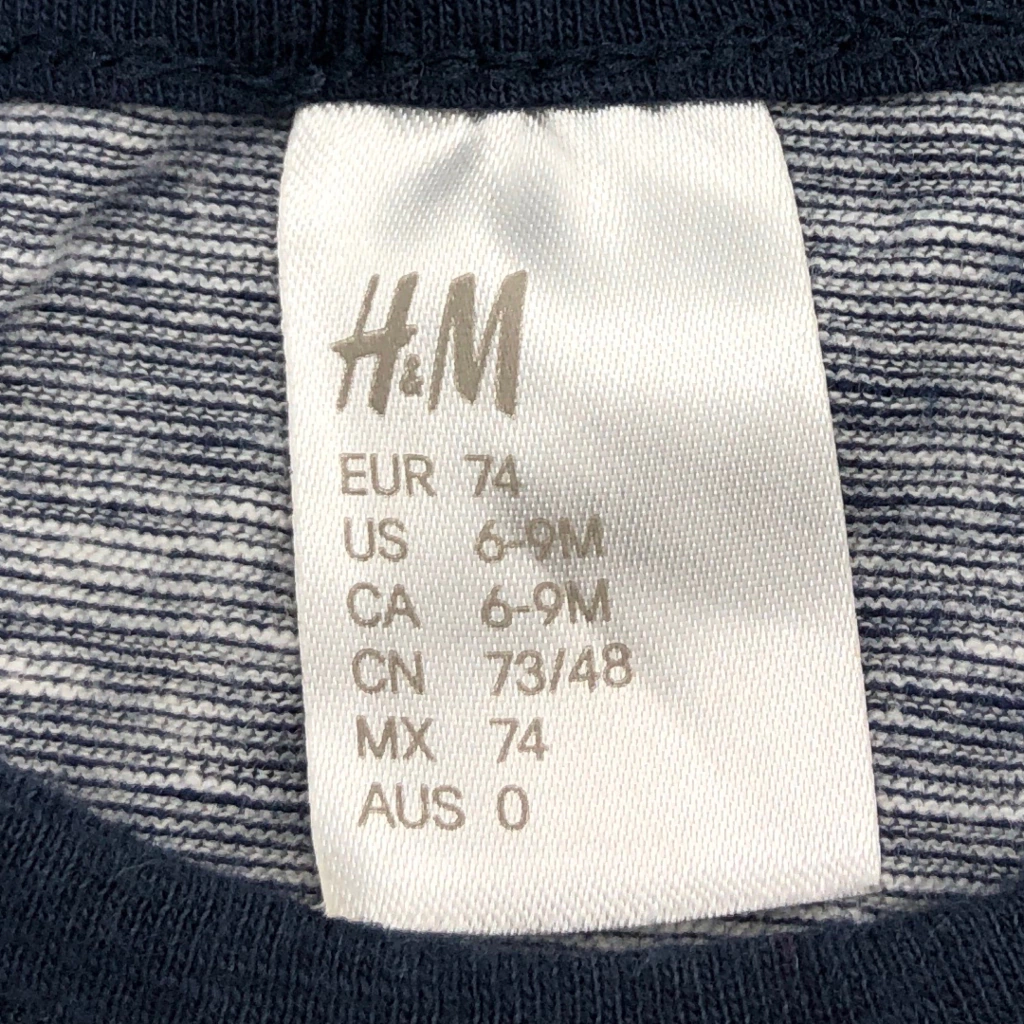 H&M
EUR 74
US 6-9M
CA 6-9M
CN 73/48
MX 74
AUS 0